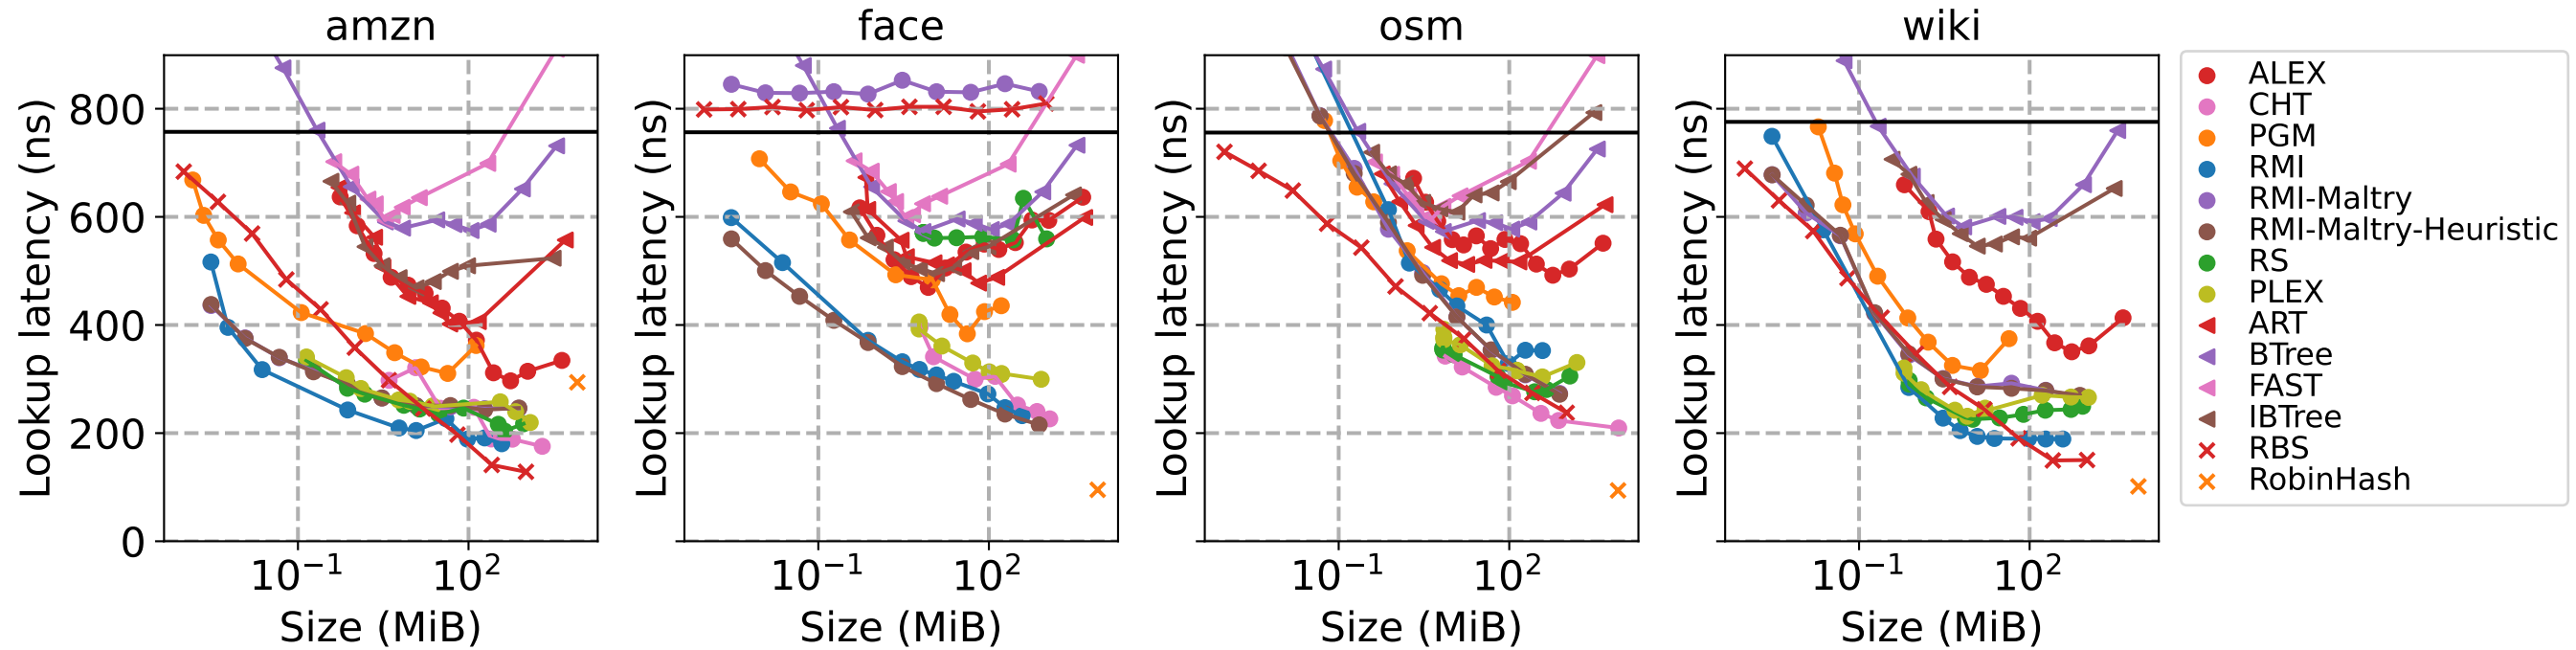 amzn
face
osm
wiki
Lookup latency (ns)
800
600
400
200
0
10⁻¹
10²
Size (MiB)
Lookup latency (ns)
10⁻¹
10²
Size (MiB)
Lookup latency (ns)
10⁻¹
10²
Size (MiB)
Lookup latency (ns)
10⁻¹
10²
Size (MiB)
ALEX
CHT
PGM
RMI
RMI-Maltry
RMI-Maltry-Heuristic
RS
PLEX
ART
BTree
FAST
IBTree
RBS
RobinHash